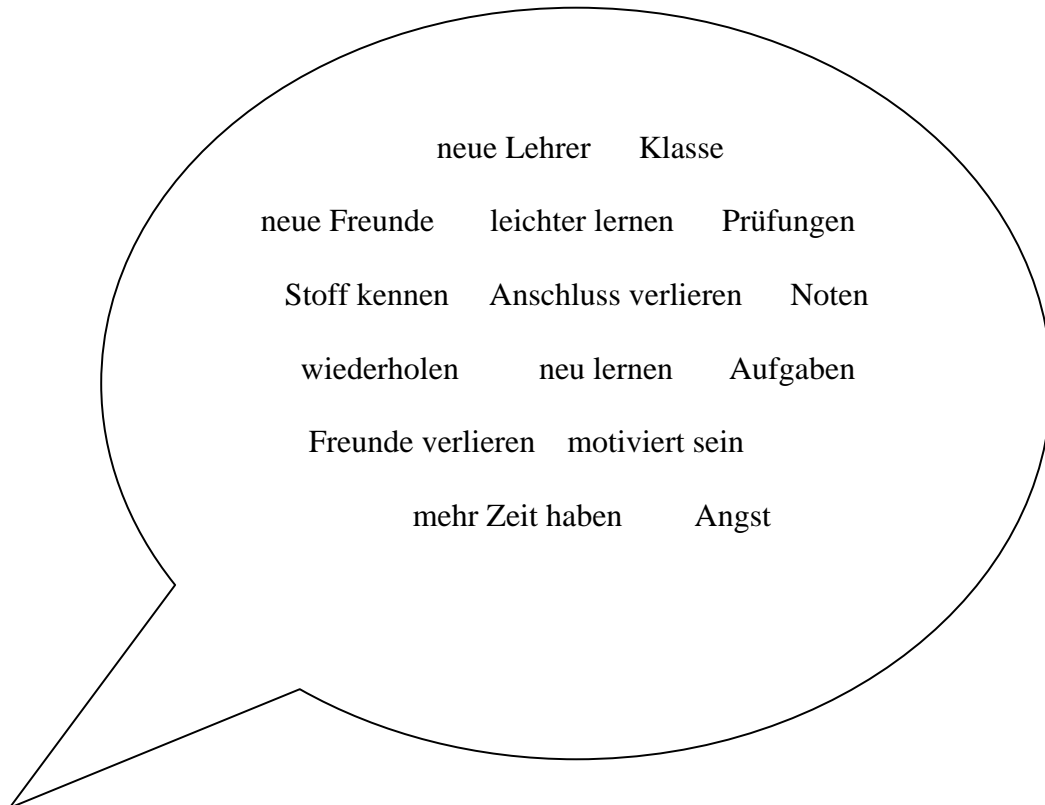 neue Lehrer Klasse
neue Freunde leichter lernen Prüfungen
Stoff kennen Anschluss verlieren Noten
wiederholen neu lernen Aufgaben
Freunde verlieren motiviert sein
mehr Zeit haben Angst